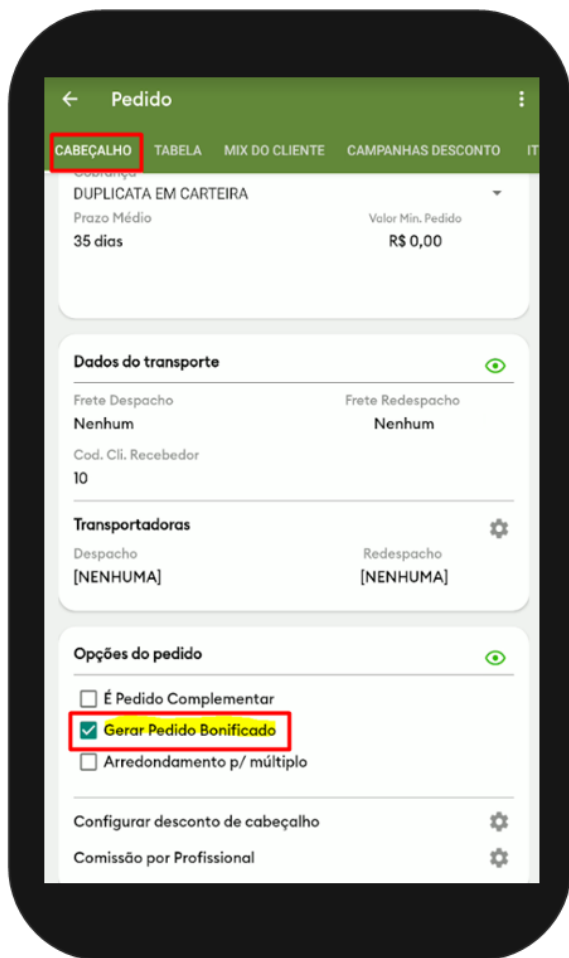 Pedido
CABEÇALHO TABELA MIX DO CLIENTE CAMPANHAS DESCONTO IT
Cobrança
DUPLICATA EM CARTEIRA
Prazo Médio Valor Min. Pedido
35 dias R$ 0,00
Dados do transporte
Frete Despacho Frete Redespacho
Nenhum Nenhum
Cod. Cli. Recebedor
10
Transportadoras
Despacho Redespacho
[NENHUMA] [NENHUMA]
Opções do pedido
É Pedido Complementar
Gerar Pedido Bonificado
Arredondamento p/ múltiplo
Configurar desconto de cabeçalho
Comissão por Profissional